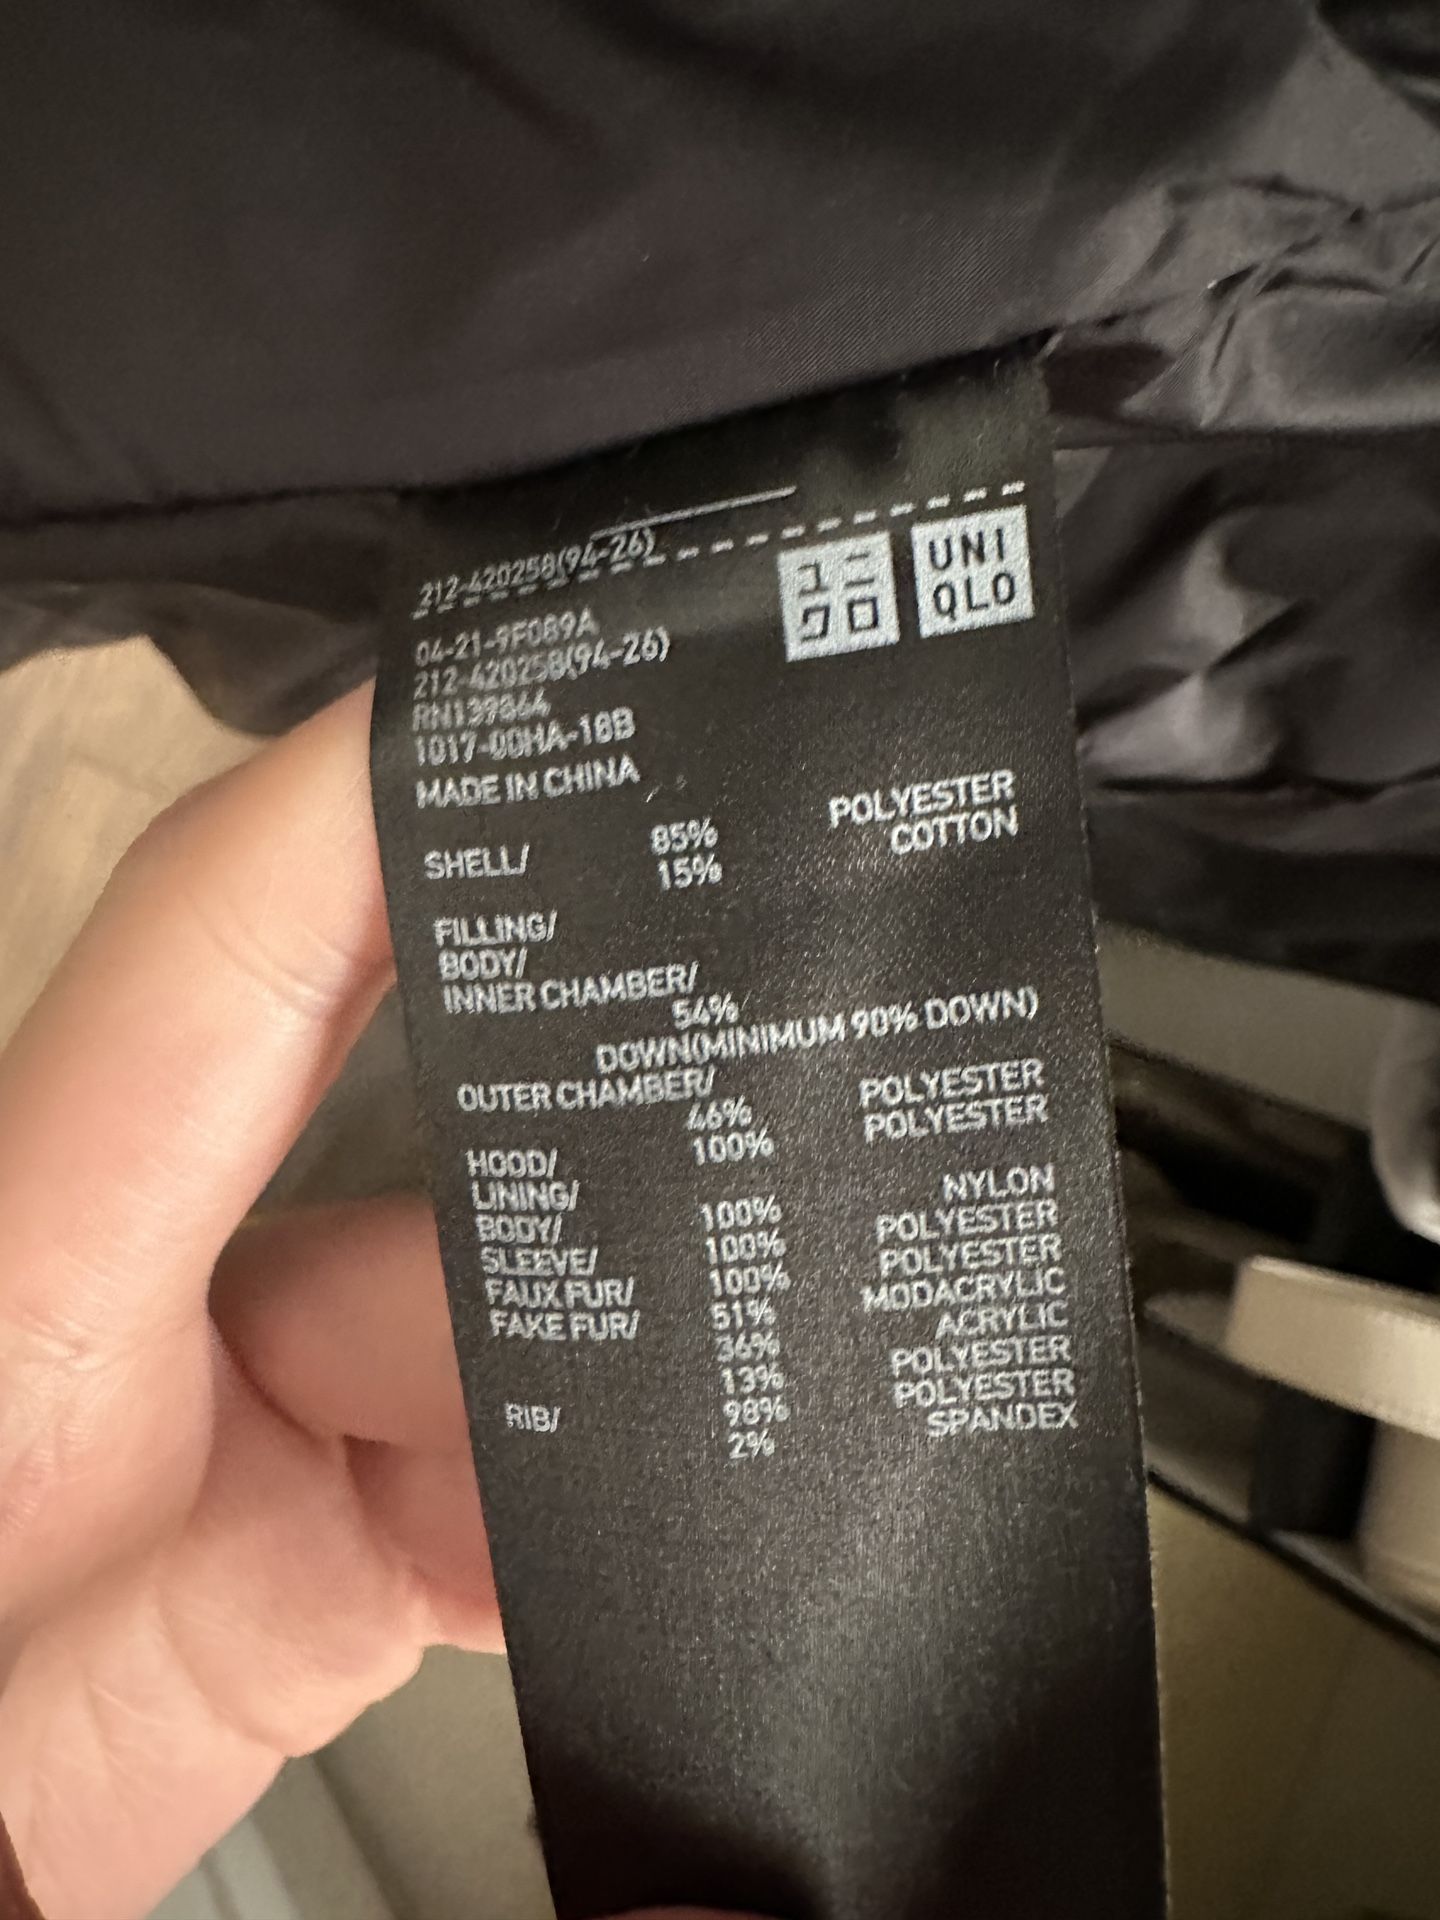 212-420258(94-26)
ユニ
クロ
UNI
QLO
04-21-9F089A
212-420258(94-26)
RN139864
1017-00HA-18B
MADE IN CHINA
SHELL/ 85% POLYESTER
15% COTTON
FILLING/
BODY/
INNER CHAMBER/
54%
DOWN(MINIMUM 90% DOWN)
OUTER CHAMBER/
46% POLYESTER
HOOD/ 100% POLYESTER
LINING/
BODY/ 100% NYLON
SLEEVE/ 100% POLYESTER
FAUX FUR/ 100% POLYESTER
FAKE FUR/ 51% MODACRYLIC
36% ACRYLIC
13% POLYESTER
RIB/ 98% POLYESTER
2% SPANDEX